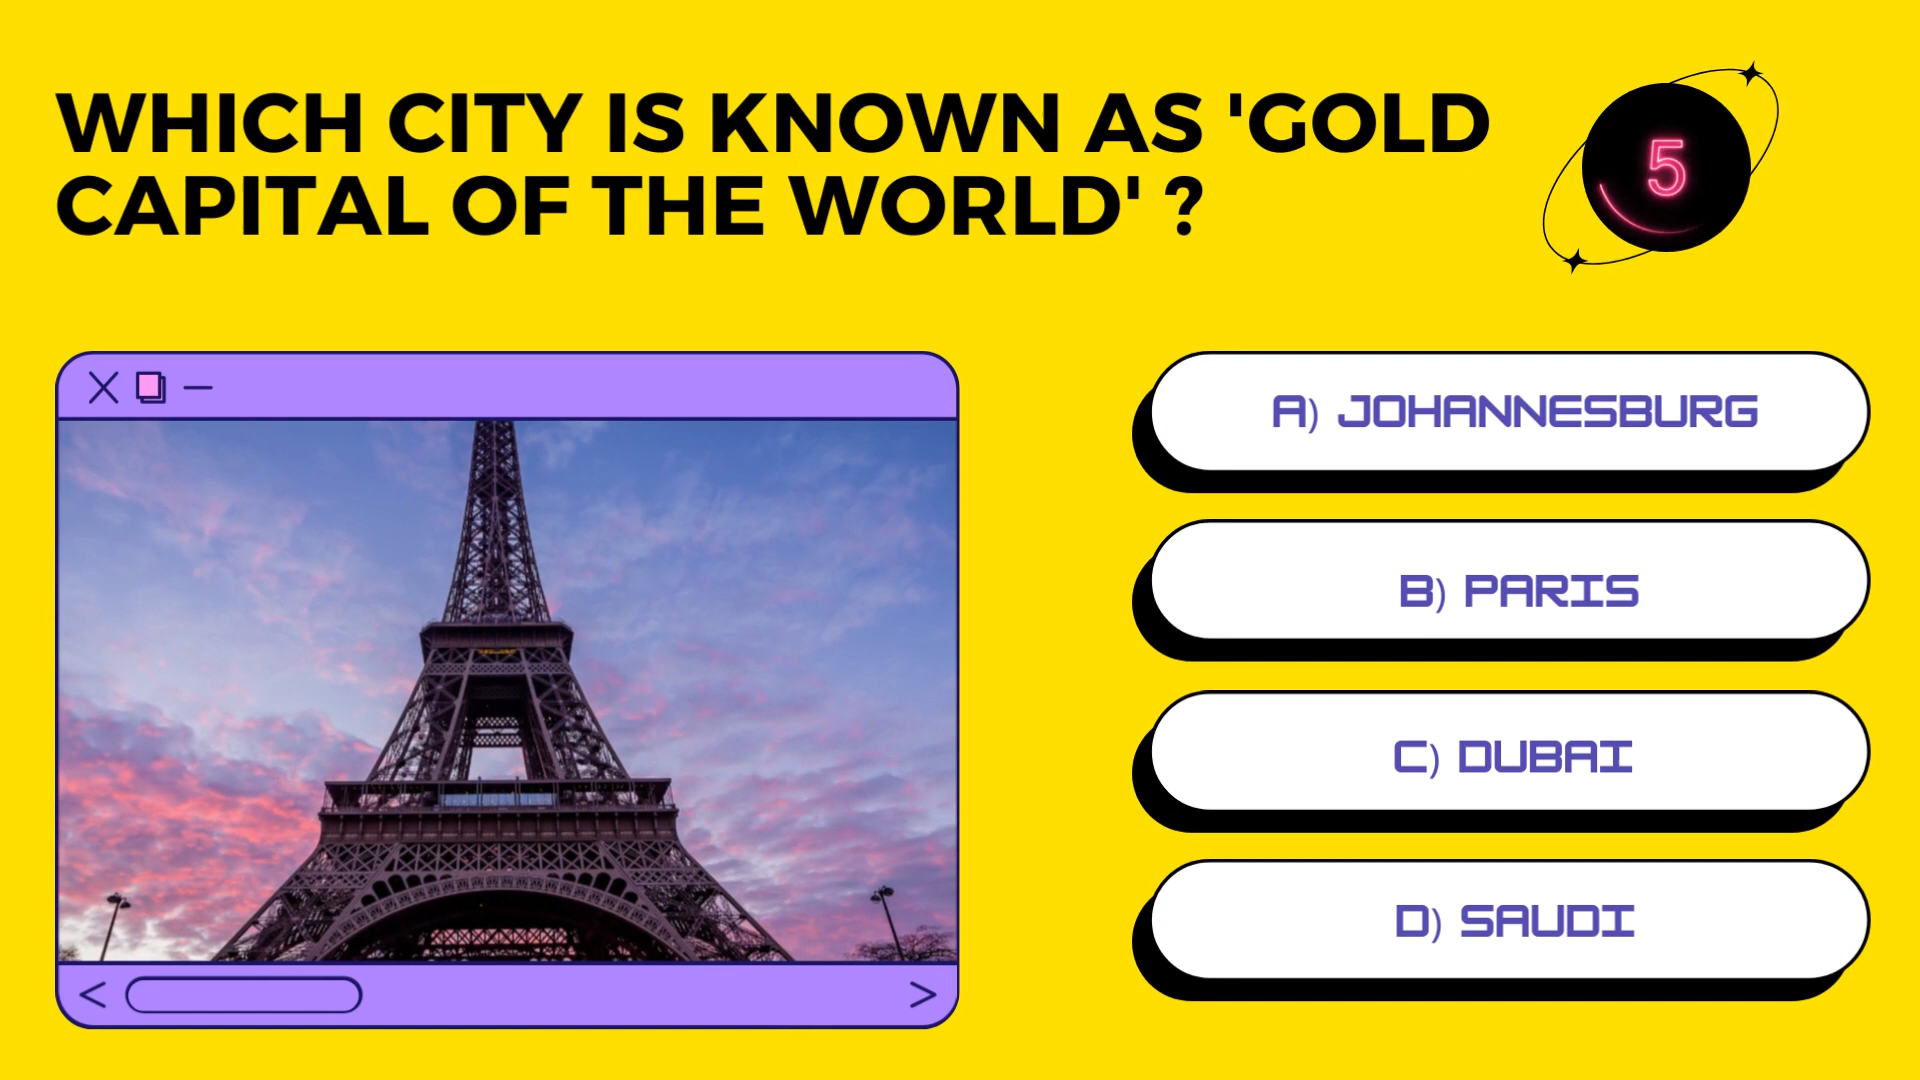 WHICH CITY IS KNOWN AS 'GOLD
CAPITAL OF THE WORLD' ?
5
A) JOHANNESBURG
B) PARIS
C) DUBAI
D) SAUDI